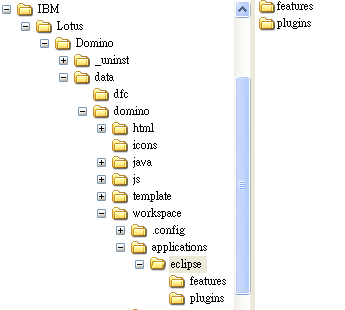 IBM
Lotus
Domino
_uninst
data
dfc
domino
html
icons
java
js
template
workspace
.config
applications
eclipse
features
plugins
features
plugins